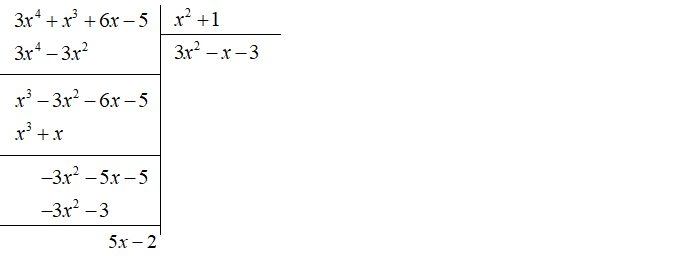 3x⁴ + x³ + 6x − 5 | x² + 1
3x⁴ − 3x² | 3x² − x − 3
x³ − 3x² − 6x − 5
x³ + x
−3x² − 5x − 5
−3x² − 3
5x − 2